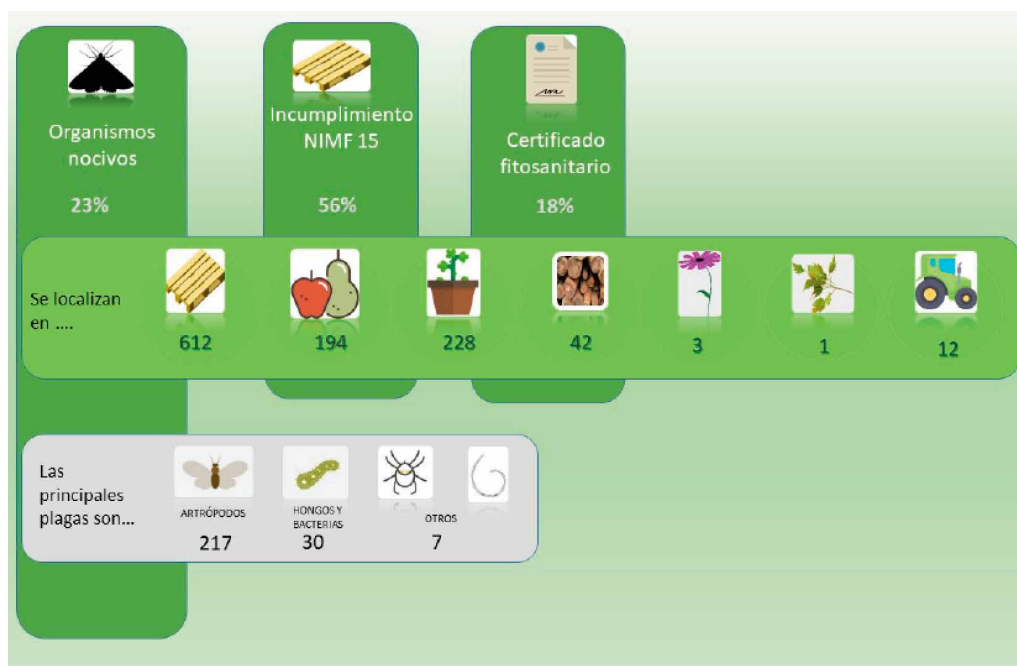 Organismos
nocivos
23%
Incumplimiento
NIMF 15
56%
Certificado
fitosanitario
18%
Se localizan
en ....
612
194
228
42
3
1
12
Las
principales
plagas son...
ARTRÓPODOS
217
HONGOS Y
BACTERIAS
30
OTROS
7